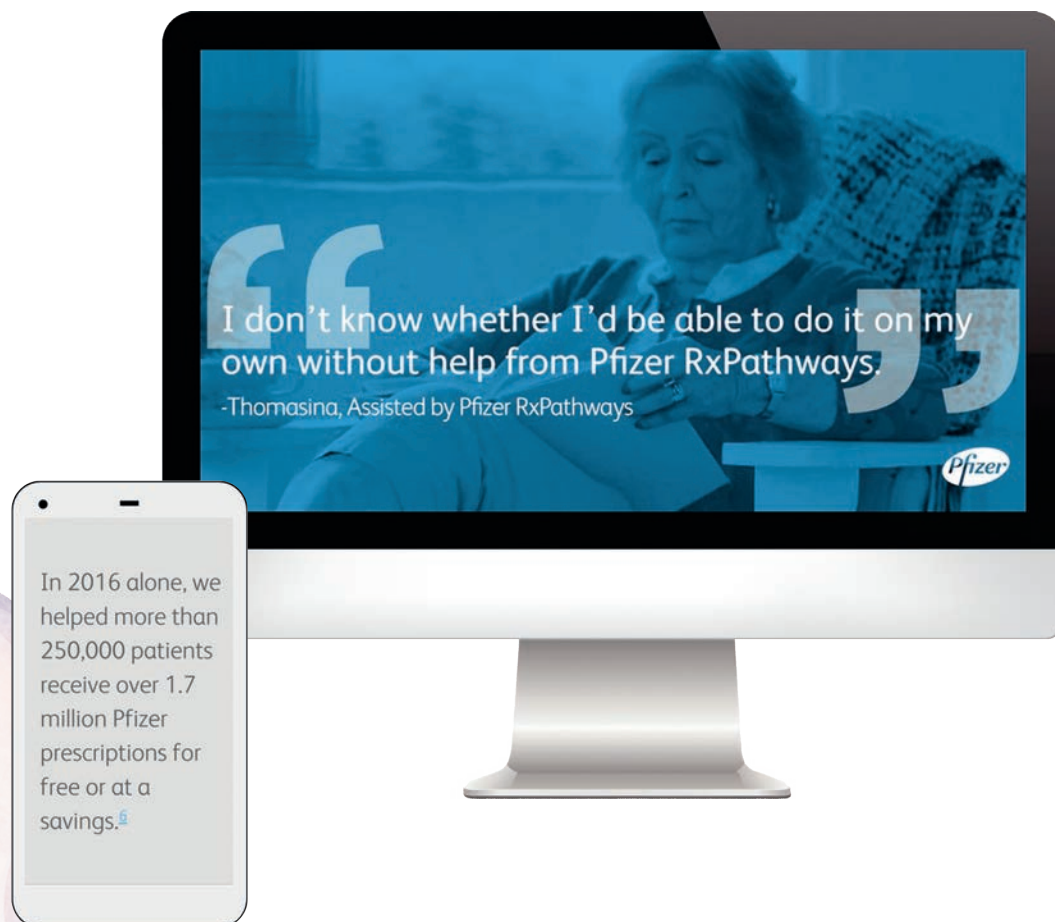 I don’t know whether I’d be able to do it on my
own without help from Pfizer RxPathways.
-Thomasina, Assisted by Pfizer RxPathways
Pfizer
In 2016 alone, we
helped more than
250,000 patients
receive over 1.7
million Pfizer
prescriptions for
free or at a
savings.6